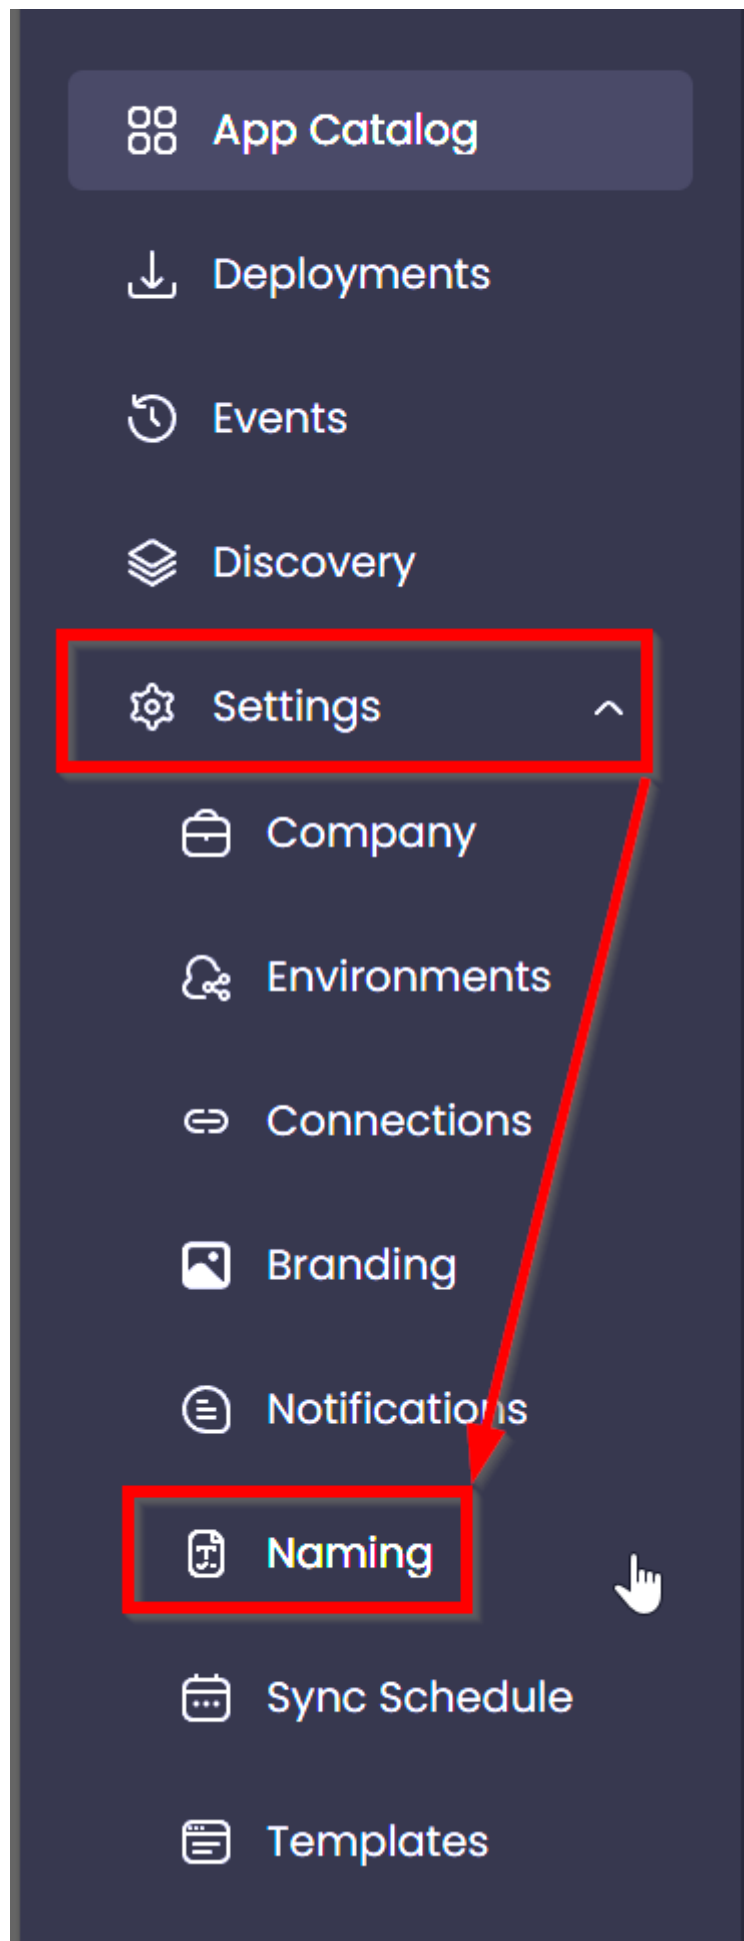 App Catalog
Deployments
Events
Discovery
Settings
Company
Environments
Connections
Branding
Notifications
Naming
Sync Schedule
Templates